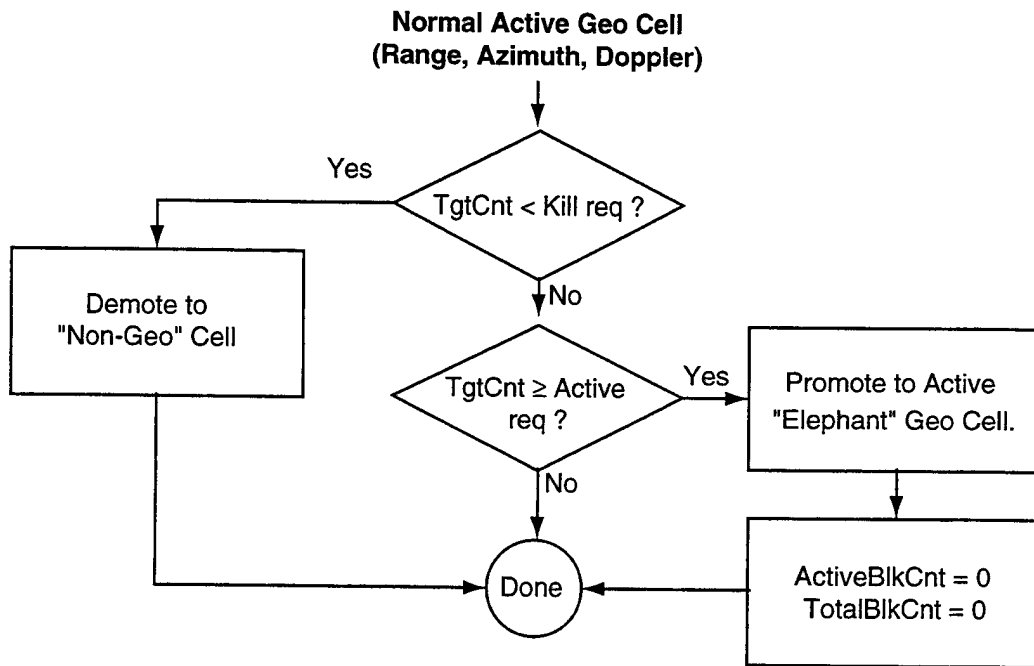 Normal Active Geo Cell
(Range, Azimuth, Doppler)
Yes
TgtCnt < Kill req ?
Demote to
"Non-Geo" Cell
No
TgtCnt ≥ Active
req ?
Yes
Promote to Active
"Elephant" Geo Cell.
No
Done
ActiveBlkCnt = 0
TotalBlkCnt = 0